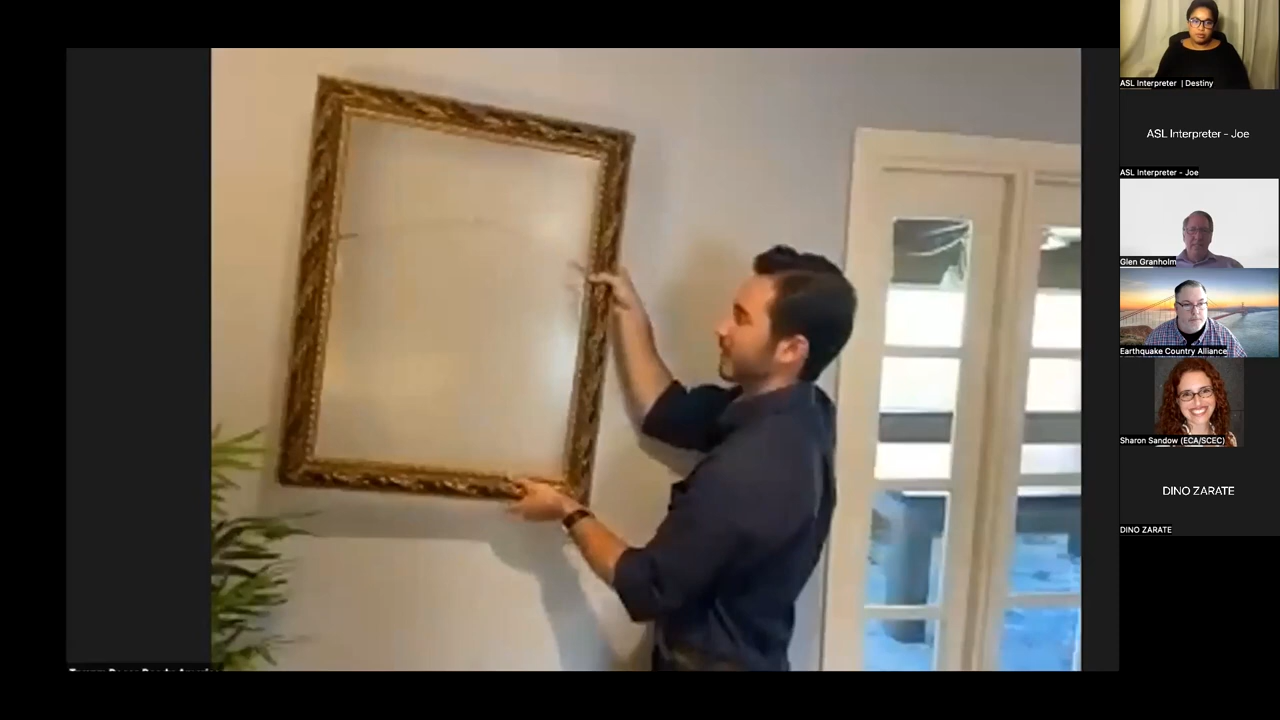 ASL Interpreter | Destiny
ASL Interpreter - Joe
ASL Interpreter - Joe
Glen Granholm
Earthquake Country Alliance
Sharon Sandow (ECA/SCEC)
DINO ZARATE
DINO ZARATE